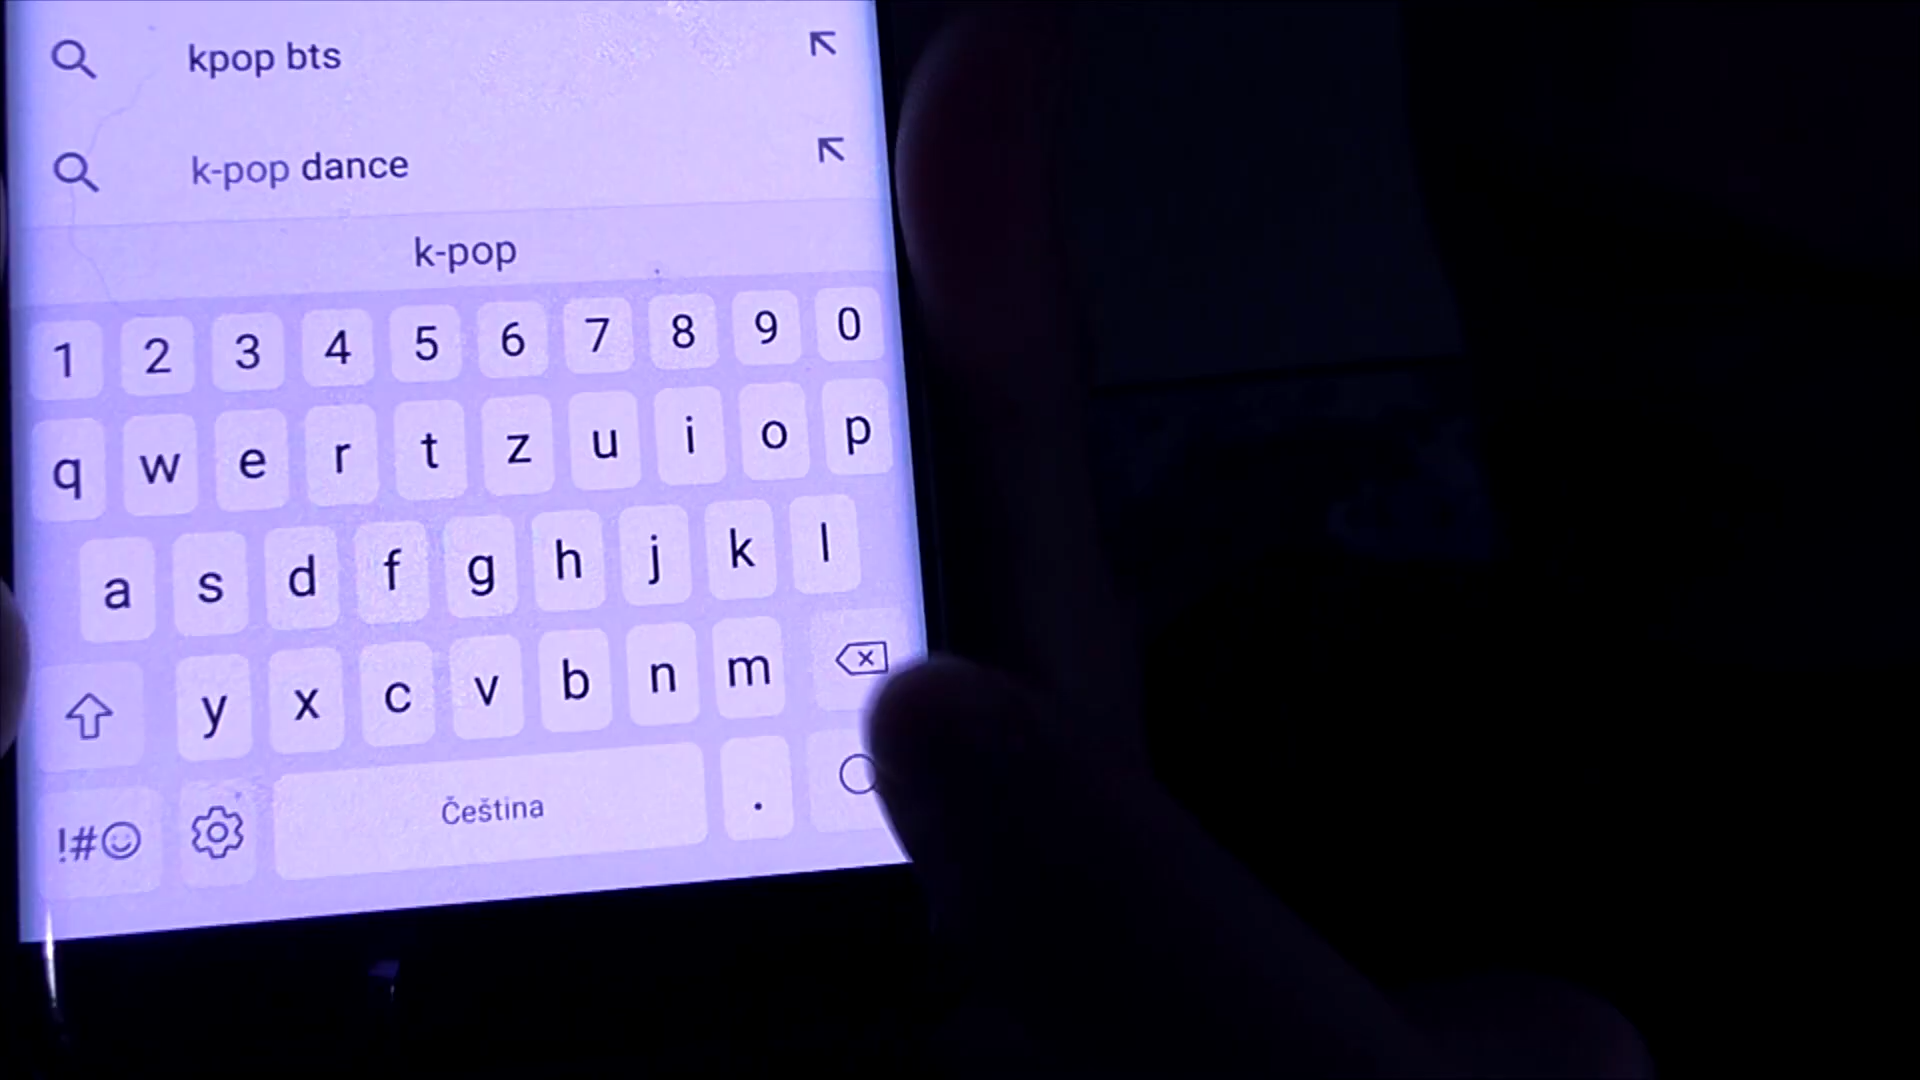 kpop bts
k-pop dance
k-pop
1 2 3 4 5 6 7 8 9 0
q w e r t z u i o p
a s d f g h j k l
y x c v b n m
!#☺ Čeština .